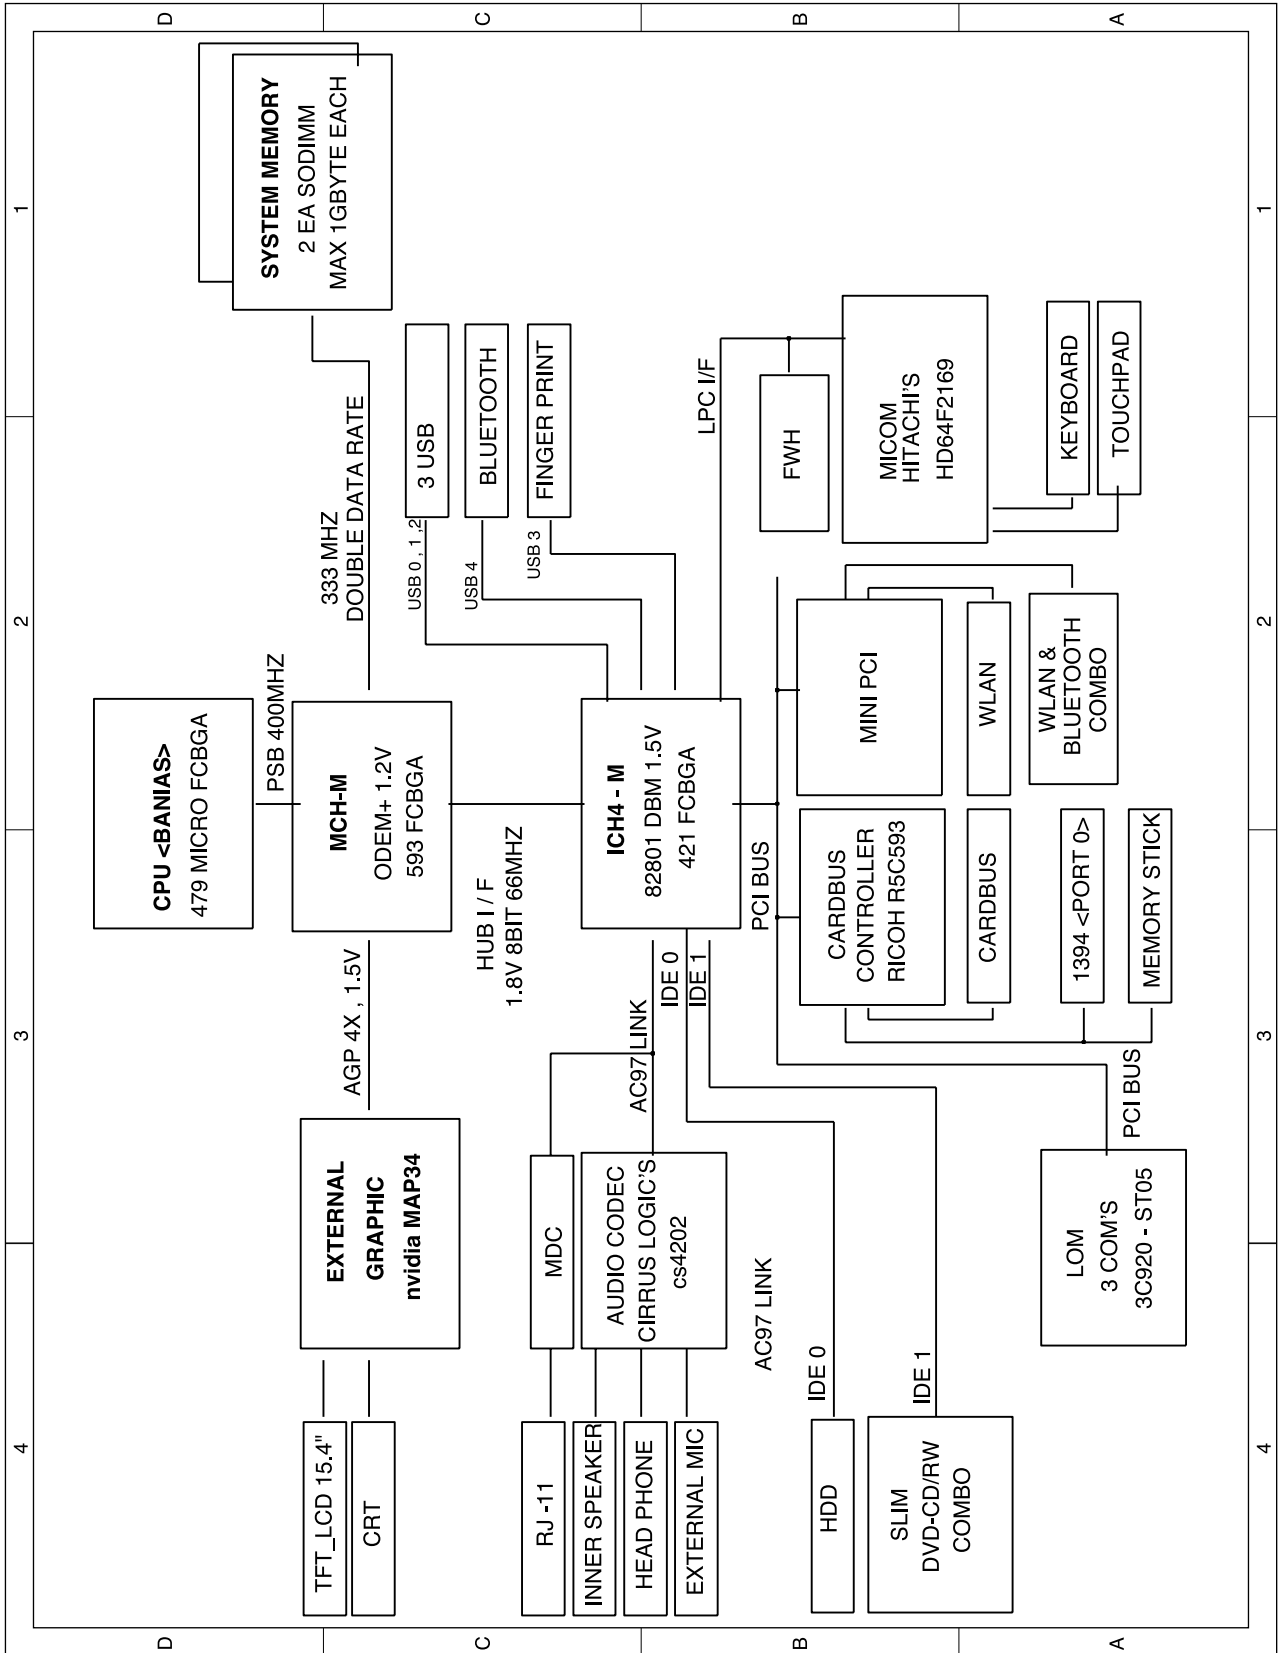 D
C
B
A
4
3
2
1
CPU <BANIAS>
479 MICRO FCBGA
PSB 400MHZ
EXTERNAL
GRAPHIC
nvidia MAP34
AGP 4X , 1.5V
MCH-M
ODEM+ 1.2V
593 FCBGA
333 MHZ
DOUBLE DATA RATE
SYSTEM MEMORY
2 EA SODIMM
MAX 1GBYTE EACH
TFT_LCD 15.4"
CRT
HUB I / F
1.8V 8BIT 66MHZ
USB 0 , 1 ,2
3 USB
USB 4
BLUETOOTH
USB 3
FINGER PRINT
RJ -11
MDC
INNER SPEAKER
HEAD PHONE
EXTERNAL MIC
AUDIO CODEC
CIRRUS LOGIC'S
cs4202
AC97 LINK
IDE 0
IDE 1
ICH4 - M
82801 DBM 1.5V
421 FCBGA
LPC I/F
AC97 LINK
PCI BUS
FWH
IDE 0
HDD
IDE 1
SLIM
DVD-CD/RW
COMBO
CARDBUS
CONTROLLER
RICOH R5C593
MINI PCI
MICOM
HITACHI'S
HD64F2169
CARDBUS
WLAN
1394 <PORT 0>
MEMORY STICK
WLAN &
BLUETOOTH
COMBO
KEYBOARD
TOUCHPAD
LOM
3 COM'S
3C920 - ST05
PCI BUS
D
C
B
A
4
3
2
1